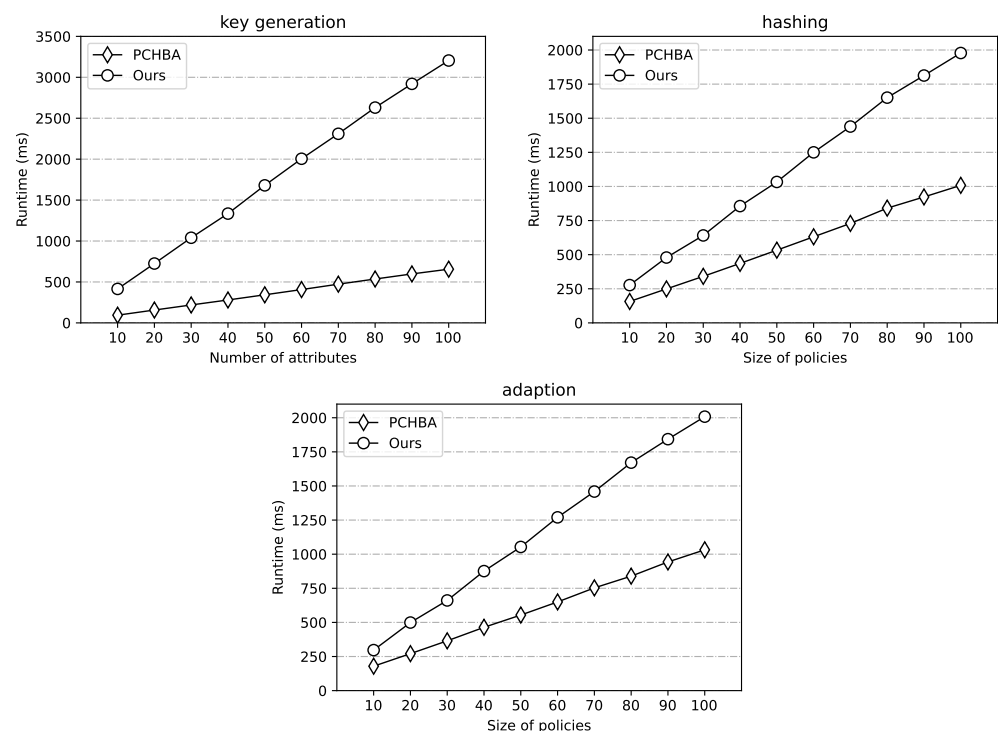 key generation
PCHBA
Ours
Runtime (ms)
3500
3000
2500
2000
1500
1000
500
0
10 20 30 40 50 60 70 80 90 100
Number of attributes
hashing
PCHBA
Ours
Runtime (ms)
2000
1750
1500
1250
1000
750
500
250
0
10 20 30 40 50 60 70 80 90 100
Size of policies
adaption
PCHBA
Ours
Runtime (ms)
2000
1750
1500
1250
1000
750
500
250
0
10 20 30 40 50 60 70 80 90 100
Size of policies